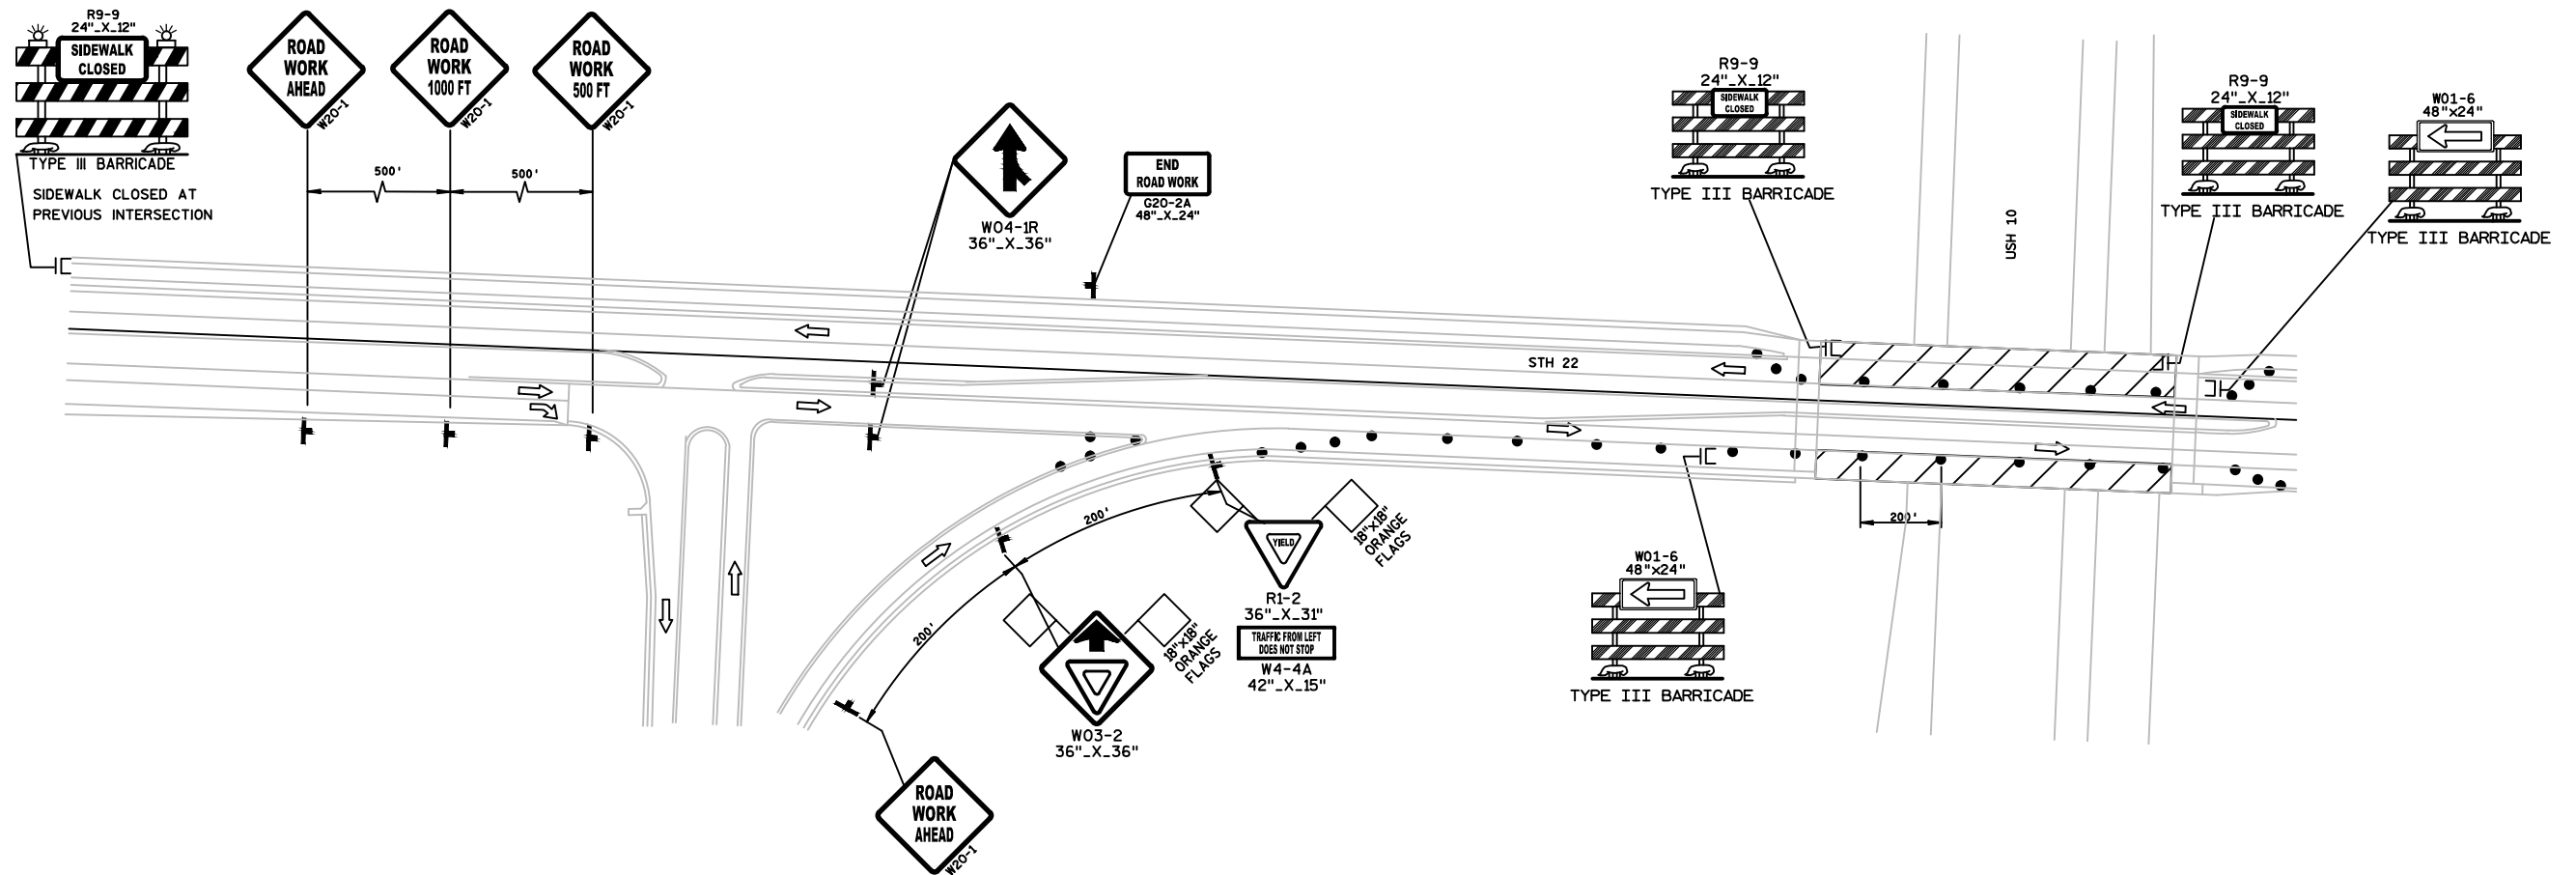 R9-9
24"_X_12"
SIDEWALK
CLOSED
TYPE III BARRICADE
SIDEWALK CLOSED AT
PREVIOUS INTERSECTION
ROAD
WORK
AHEAD
W20-1
ROAD
WORK
1000 FT
W20-1
ROAD
WORK
500 FT
W20-1
500'
500'
W04-1R
36"_X_36"
END
ROAD WORK
G20-2A
48"_X_24"
R9-9
24"_X_12"
SIDEWALK
CLOSED
TYPE III BARRICADE
USH 10
R9-9
24"_X_12"
SIDEWALK
CLOSED
TYPE III BARRICADE
W01-6
48"x24"
TYPE III BARRICADE
STH 22
200'
200'
200'
YIELD
18"x18"
ORANGE
FLAGS
R1-2
36"_X_31"
TRAFFIC FROM LEFT
DOES NOT STOP
W4-4A
42"_X_15"
18"x18"
ORANGE
FLAGS
W03-2
36"_X_36"
W01-6
48"x24"
TYPE III BARRICADE
ROAD
WORK
AHEAD
W20-1